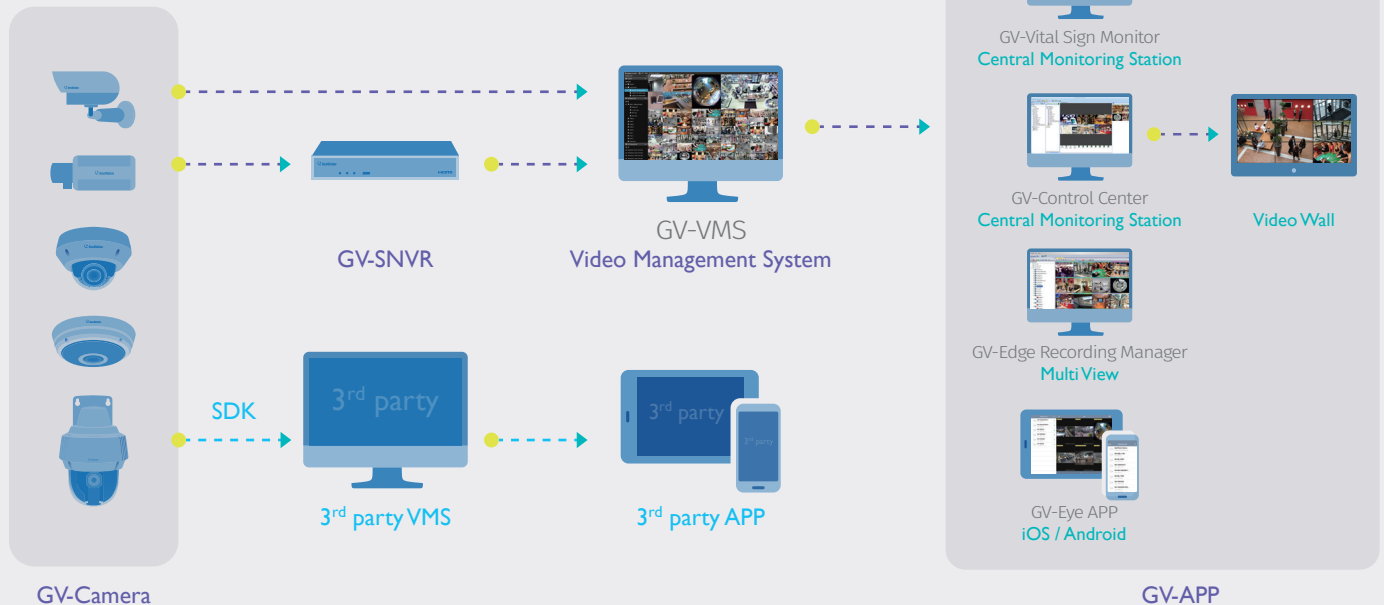 GV-Vital Sign Monitor
Central Monitoring Station
GV-Control Center
Central Monitoring Station
Video Wall
GV-VMS
Video Management System
GV-SNVR
GV-Edge Recording Manager
Multi View
SDK
3rd party
3rd party
3rd party
3rd party VMS
3rd party APP
GV-Eye APP
iOS / Android
GV-Camera
GV-APP